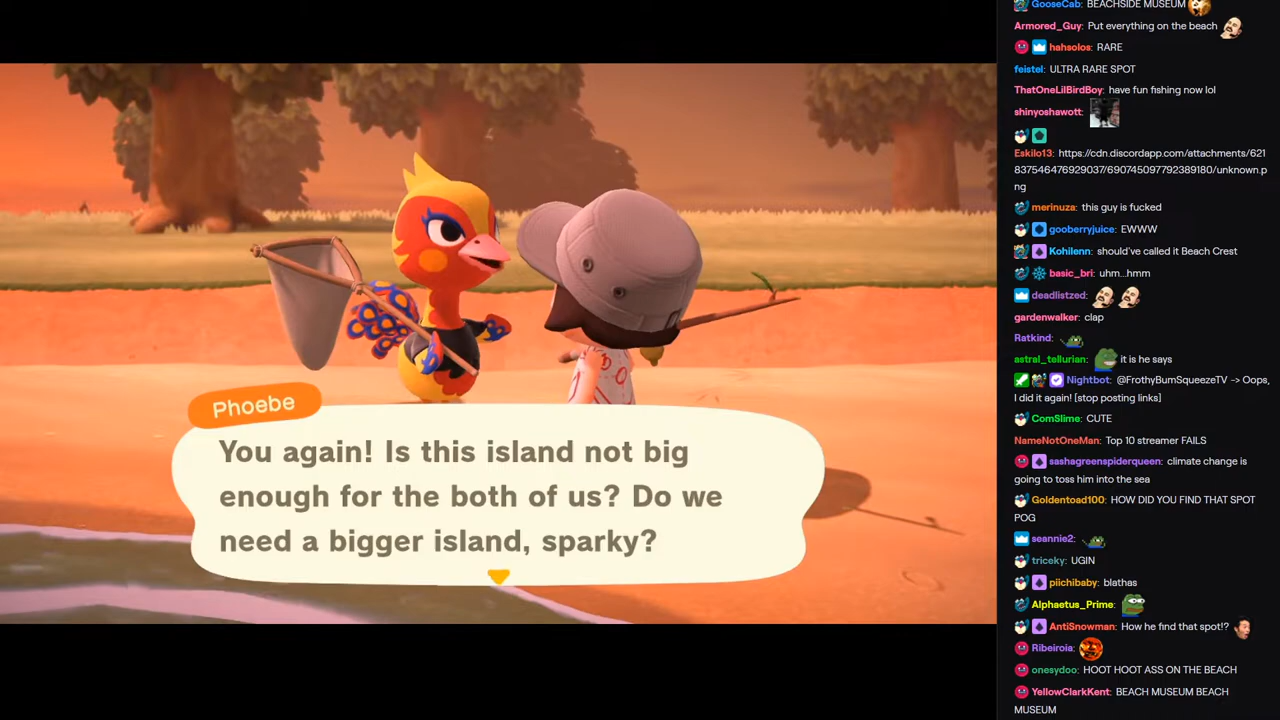 Phoebe
You again! Is this island not big
enough for the both of us? Do we
need a bigger island, sparky?
GooseCab: BEACHSIDE MUSEUM
Armored_Guy: Put everything on the beach
hahsolos: RARE
feistel: ULTRA RARE SPOT
ThatOneLilBirdBoy: have fun fishing now lol
shinyoshawott:
Eskilo13: https://cdn.discordapp.com/attachments/621
837546476929037/690745097792389180/unknown.p
ng
merinuza: this guy is fucked
gooberryjuice: EWWW
Kohilenn: should've called it Beach Crest
basic_bri: uhm...hmm
deadlistzed:
gardenwalker: clap
Ratkind:
astral_tellurian: it is he says
Nightbot: @FrothyBumSqueezeTV -> Oops,
I did it again! [stop posting links]
ComSlime: CUTE
NameNotOneMan: Top 10 streamer FAILS
sashagreenspiderqueen: climate change is
going to toss him into the sea
Goldentoad100: HOW DID YOU FIND THAT SPOT
POG
seannie2:
triceky: UGIN
piichibaby: blathas
Alphaetus_Prime:
AntiSnowman: How he find that spot!?
Ribeiroia:
onesydoo: HOOT HOOT ASS ON THE BEACH
YellowClarkKent: BEACH MUSEUM BEACH
MUSEUM